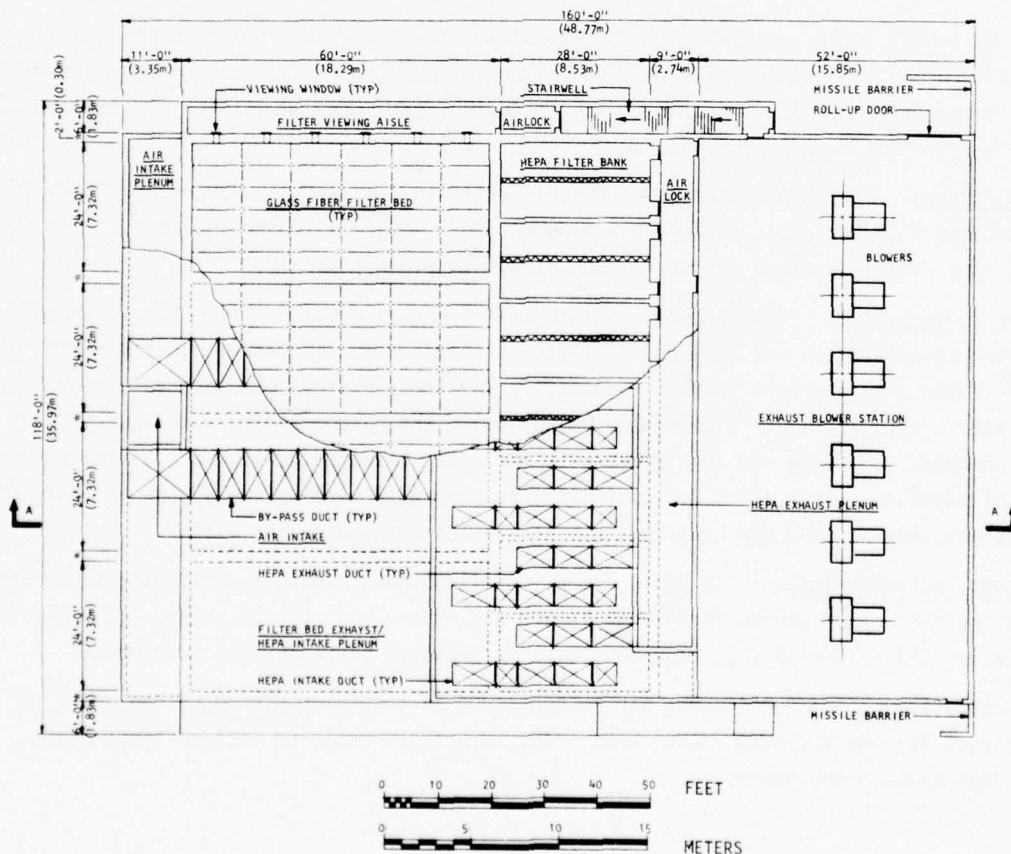 160'-0"
(48.77m)
11'-0"
(3.35m)
60'-0"
(18.29m)
28'-0"
(8.53m)
9'-0"
(2.74m)
52'-0"
(15.85m)
2'-0"(0.30m)
6'-0"
(1.83m)
VIEWING WINDOW (TYP)
STAIRWELL
MISSILE BARRIER
ROLL-UP DOOR
FILTER VIEWING AISLE
AIRLOCK
AIR
INTAKE
PLENUM
HEPA FILTER BANK
AIR
LOCK
GLASS FIBER FILTER BED
(TYP)
24'-0"
(7.32m)
BLOWERS
*
24'-0"
(7.32m)
118'-0"
(35.97m)
*
EXHAUST BLOWER STATION
24'-0"
(7.32m)
HEPA EXHAUST PLENUM
A
A
BY-PASS DUCT (TYP)
AIR INTAKE
*
HEPA EXHAUST DUCT (TYP)
24'-0"
(7.32m)
FILTER BED EXHAYST/
HEPA INTAKE PLENUM
HEPA INTAKE DUCT (TYP)
6'-0"
(1.83m)
MISSILE BARRIER
0 10 20 30 40 50
FEET
0 5 10 15
METERS